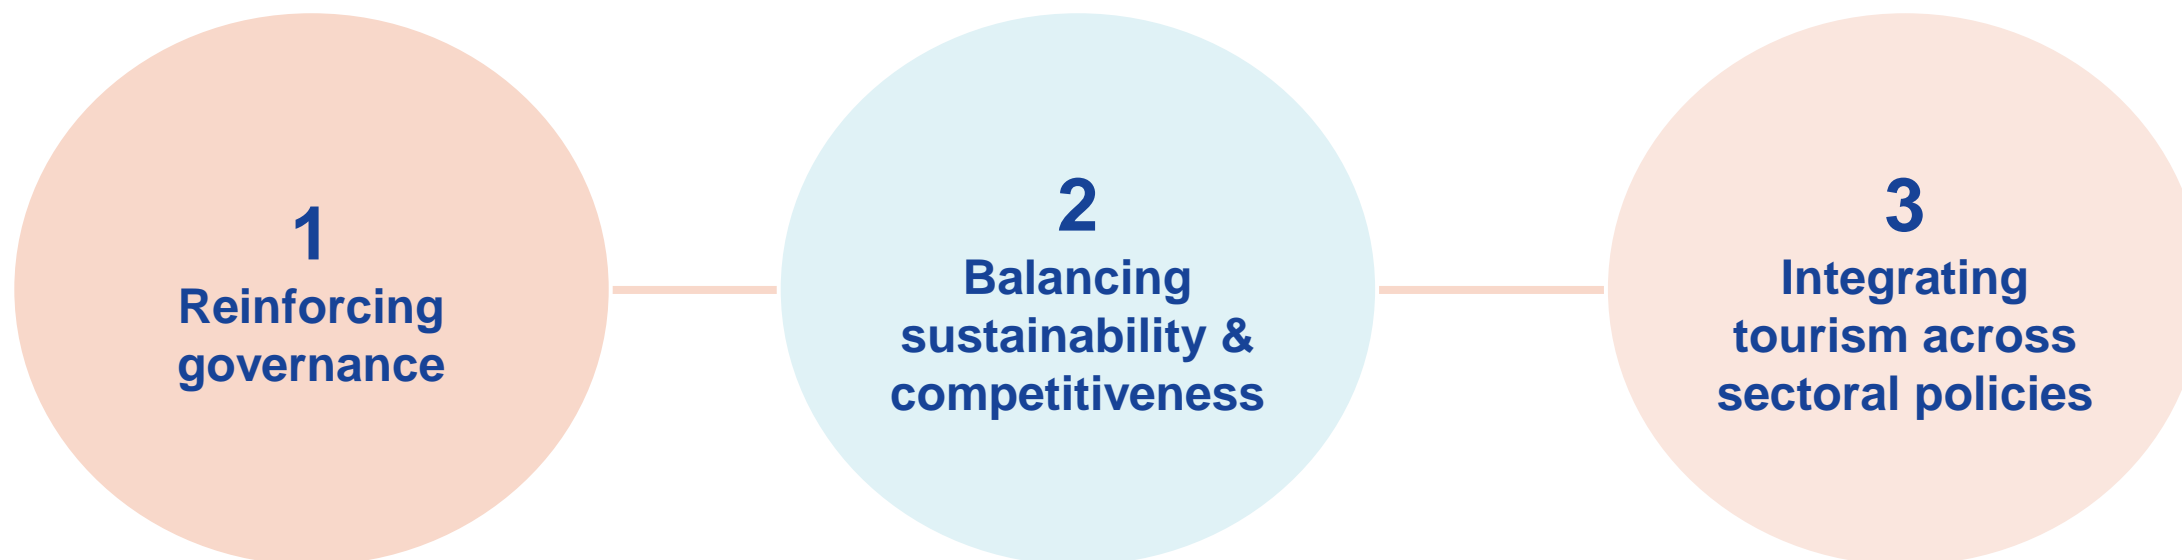 1
Reinforcing
governance
2
Balancing
sustainability &
competitiveness
3
Integrating
tourism across
sectoral policies